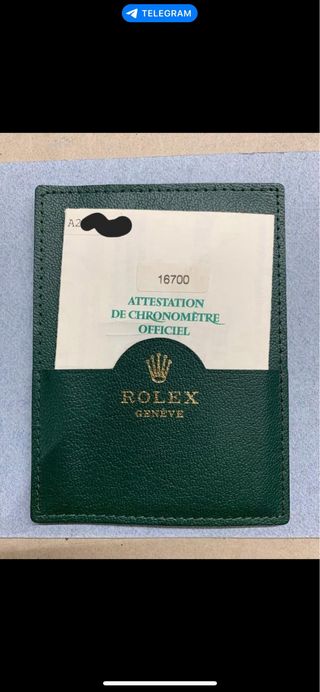 TELEGRAM
A2
16700
ATTESTATION
DE CHRONOMÈTRE
OFFICIEL
ROLEX
GENÈVE